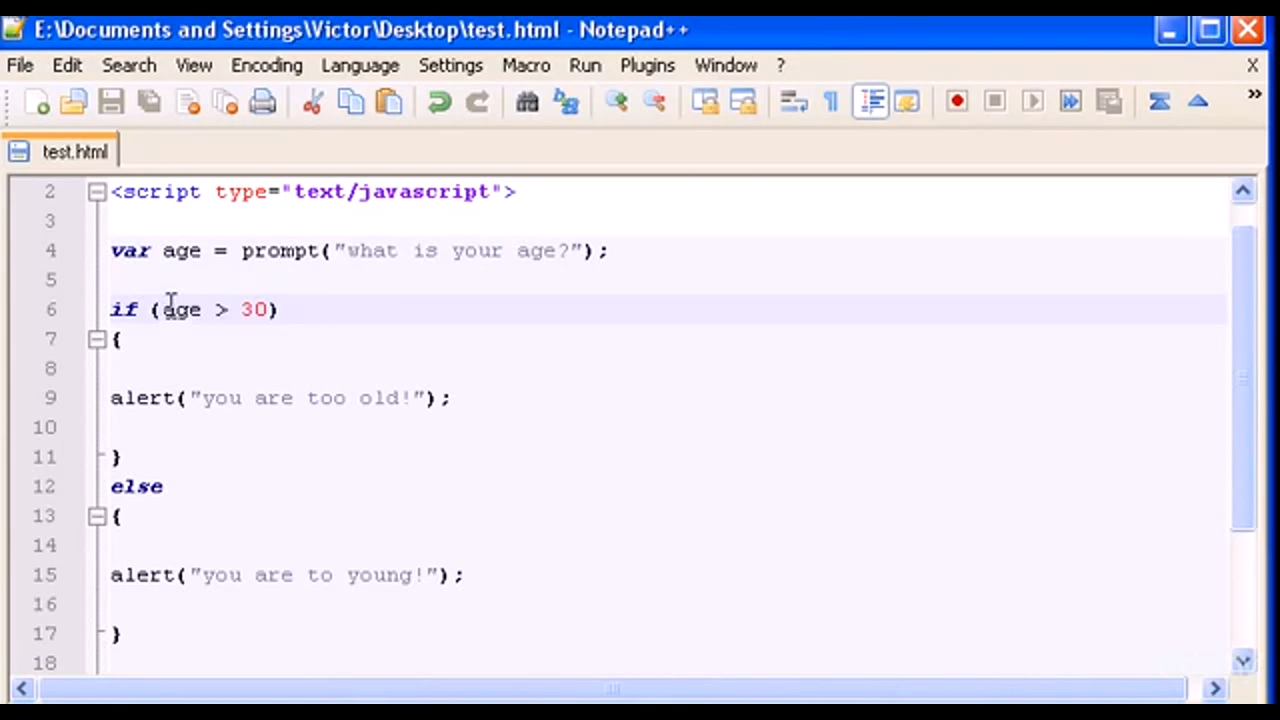 E:\Documents and Settings\Victor\Desktop\test.html - Notepad++
File Edit Search View Encoding Language Settings Macro Run Plugins Window ? X
test.html
2 <script type="text/javascript">
3
4 var age = prompt("what is your age?");
5
6 if (age > 30)
7 {
8
9 alert("you are too old!");
10
11 }
12 else
13 {
14
15 alert("you are to young!");
16
17 }
18